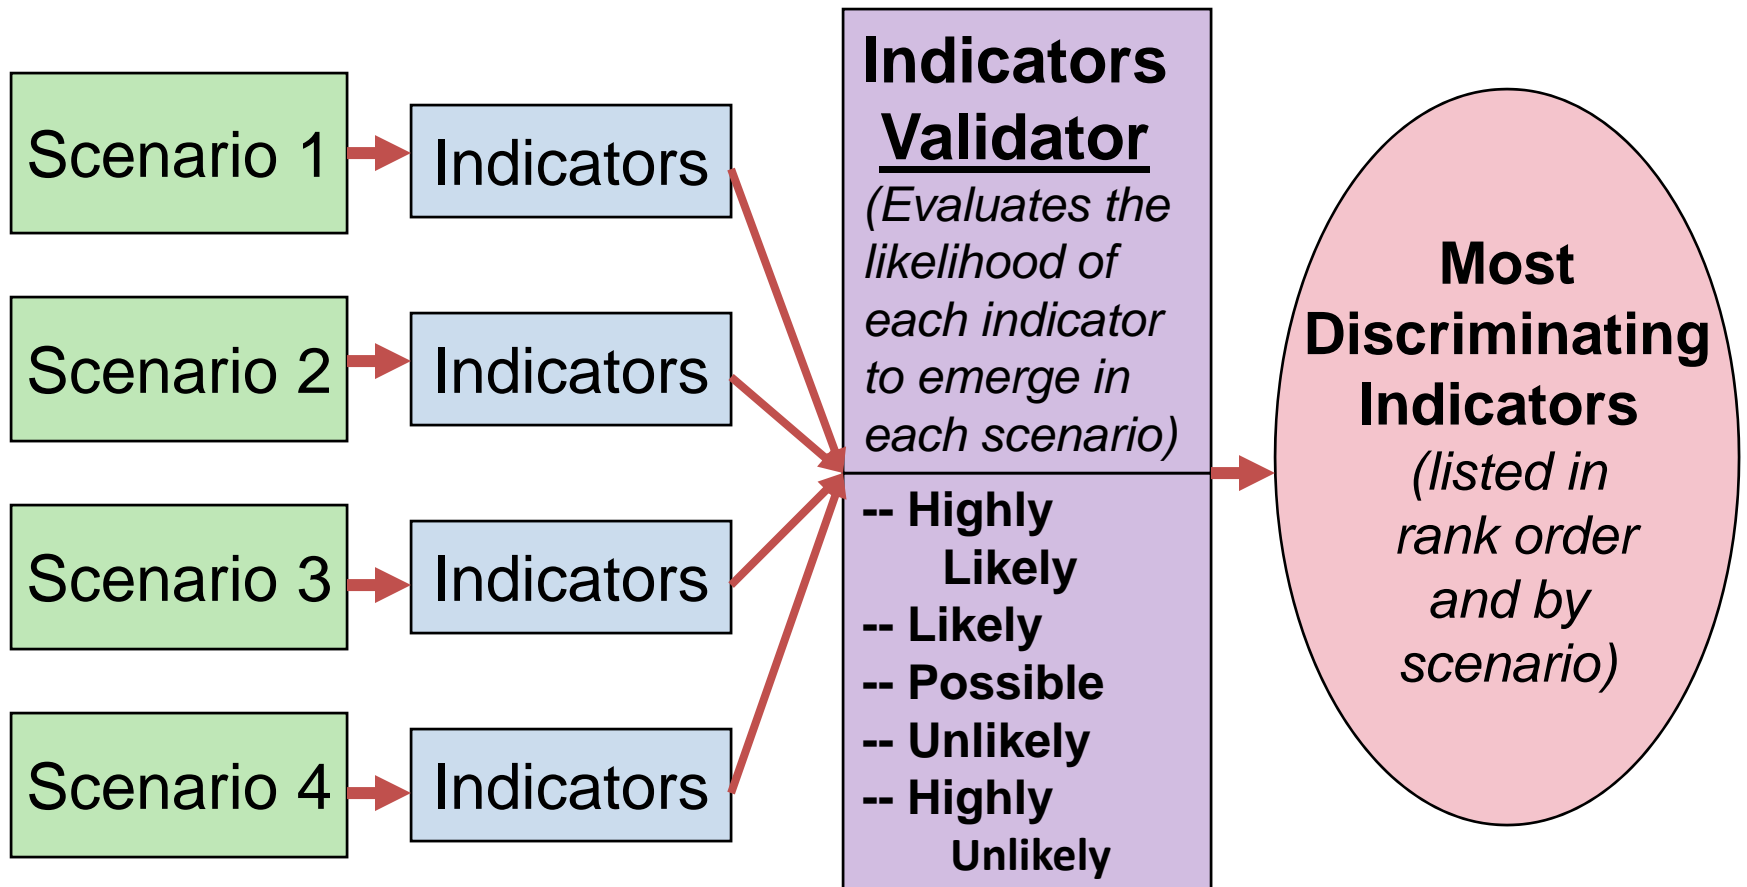 Scenario 1
Indicators
Scenario 2
Indicators
Scenario 3
Indicators
Scenario 4
Indicators
Indicators
Validator
(Evaluates the
likelihood of
each indicator
to emerge in
each scenario)
-- Highly
Likely
-- Likely
-- Possible
-- Unlikely
-- Highly
Unlikely
Most
Discriminating
Indicators
(listed in
rank order
and by
scenario)